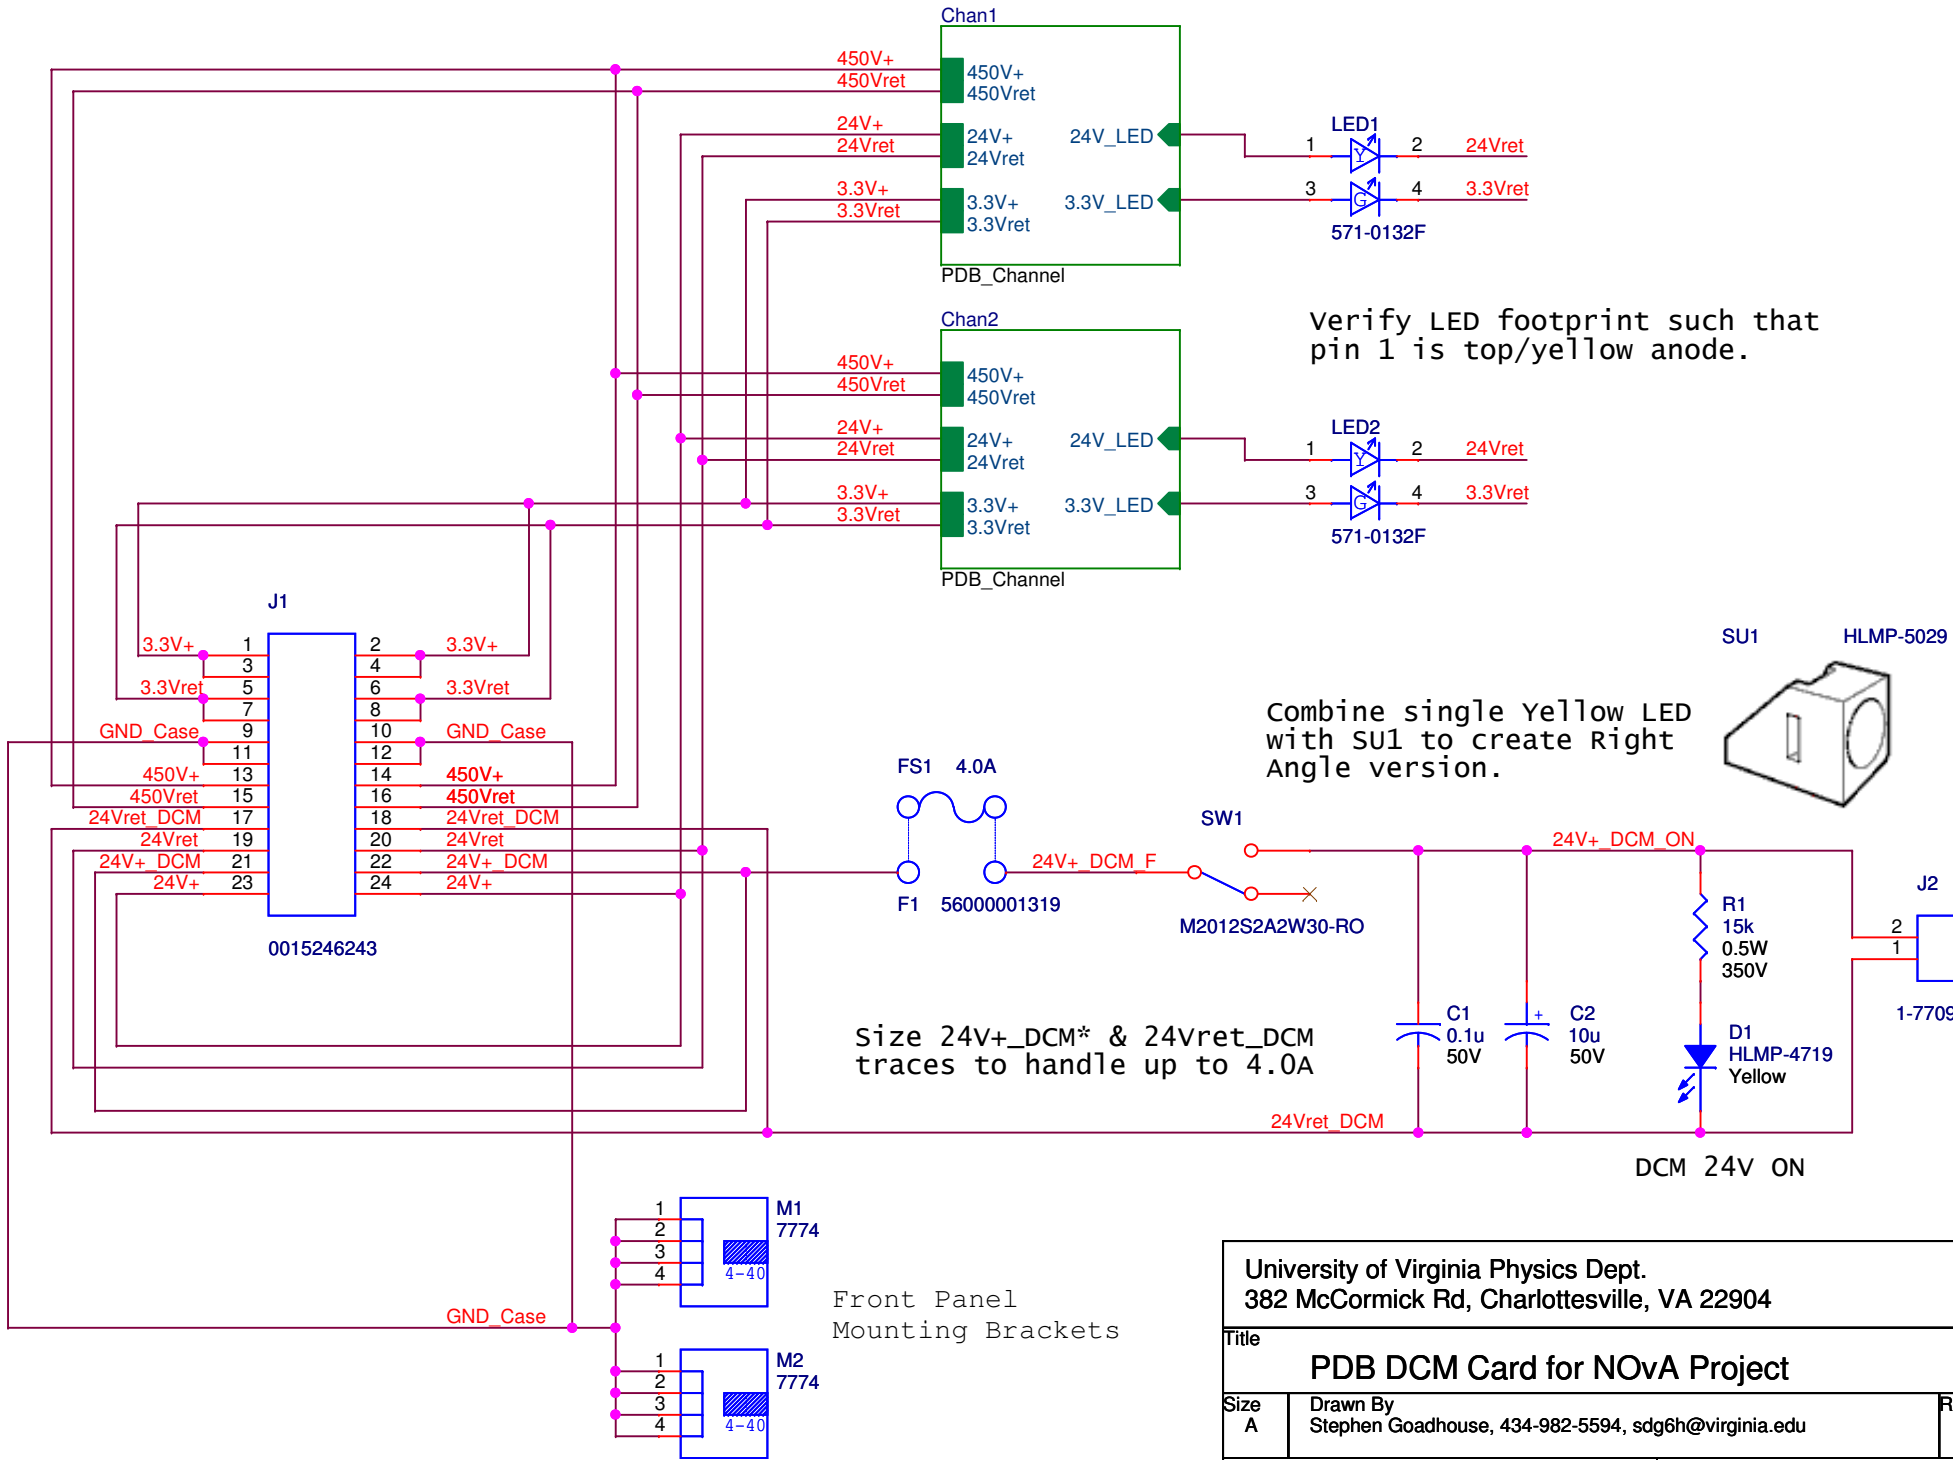 Chan1
450V+
450Vret
450V+
450Vret
24V+
24Vret
24V+
24Vret
24V_LED
3.3V+
3.3Vret
3.3V+
3.3Vret
3.3V_LED
PDB_Channel
LED1
1
Y
2
24Vret
3
G
4
3.3Vret
571-0132F
Verify LED footprint such that
pin 1 is top/yellow anode.
Chan2
450V+
450Vret
450V+
450Vret
24V+
24Vret
24V+
24Vret
24V_LED
3.3V+
3.3Vret
3.3V+
3.3Vret
3.3V_LED
PDB_Channel
LED2
1
Y
2
24Vret
3
G
4
3.3Vret
571-0132F
J1
3.3V+ 1 2 3.3V+
3 4
3.3Vret 5 6 3.3Vret
7 8
GND_Case 9 10 GND_Case
11 12
450V+ 13 14 450V+
450Vret 15 16 450Vret
24Vret_DCM 17 18 24Vret_DCM
24Vret 19 20 24Vret
24V+_DCM 21 22 24V+_DCM
24V+ 23 24 24V+
0015246243
SU1 HLMP-5029
Combine single Yellow LED
with SU1 to create Right
Angle version.
FS1 4.0A
F1 56000001319
24V+_DCM_F
SW1
M2012S2A2W30-RO
24V+_DCM_ON
R1
15k
0.5W
350V
J2
2
1
1-7709
C1
0.1u
50V
+
C2
10u
50V
D1
HLMP-4719
Yellow
Size 24V+_DCM* & 24Vret_DCM
traces to handle up to 4.0A
24Vret_DCM
DCM 24V ON
GND_Case
1
2
3
4
M1
7774
4-40
Front Panel
Mounting Brackets
1
2
3
4
M2
7774
4-40
University of Virginia Physics Dept.
382 McCormick Rd, Charlottesville, VA 22904
Title
PDB DCM Card for NOvA Project
Size
A
Drawn By
Stephen Goadhouse, 434-982-5594, sdg6h@virginia.edu
R